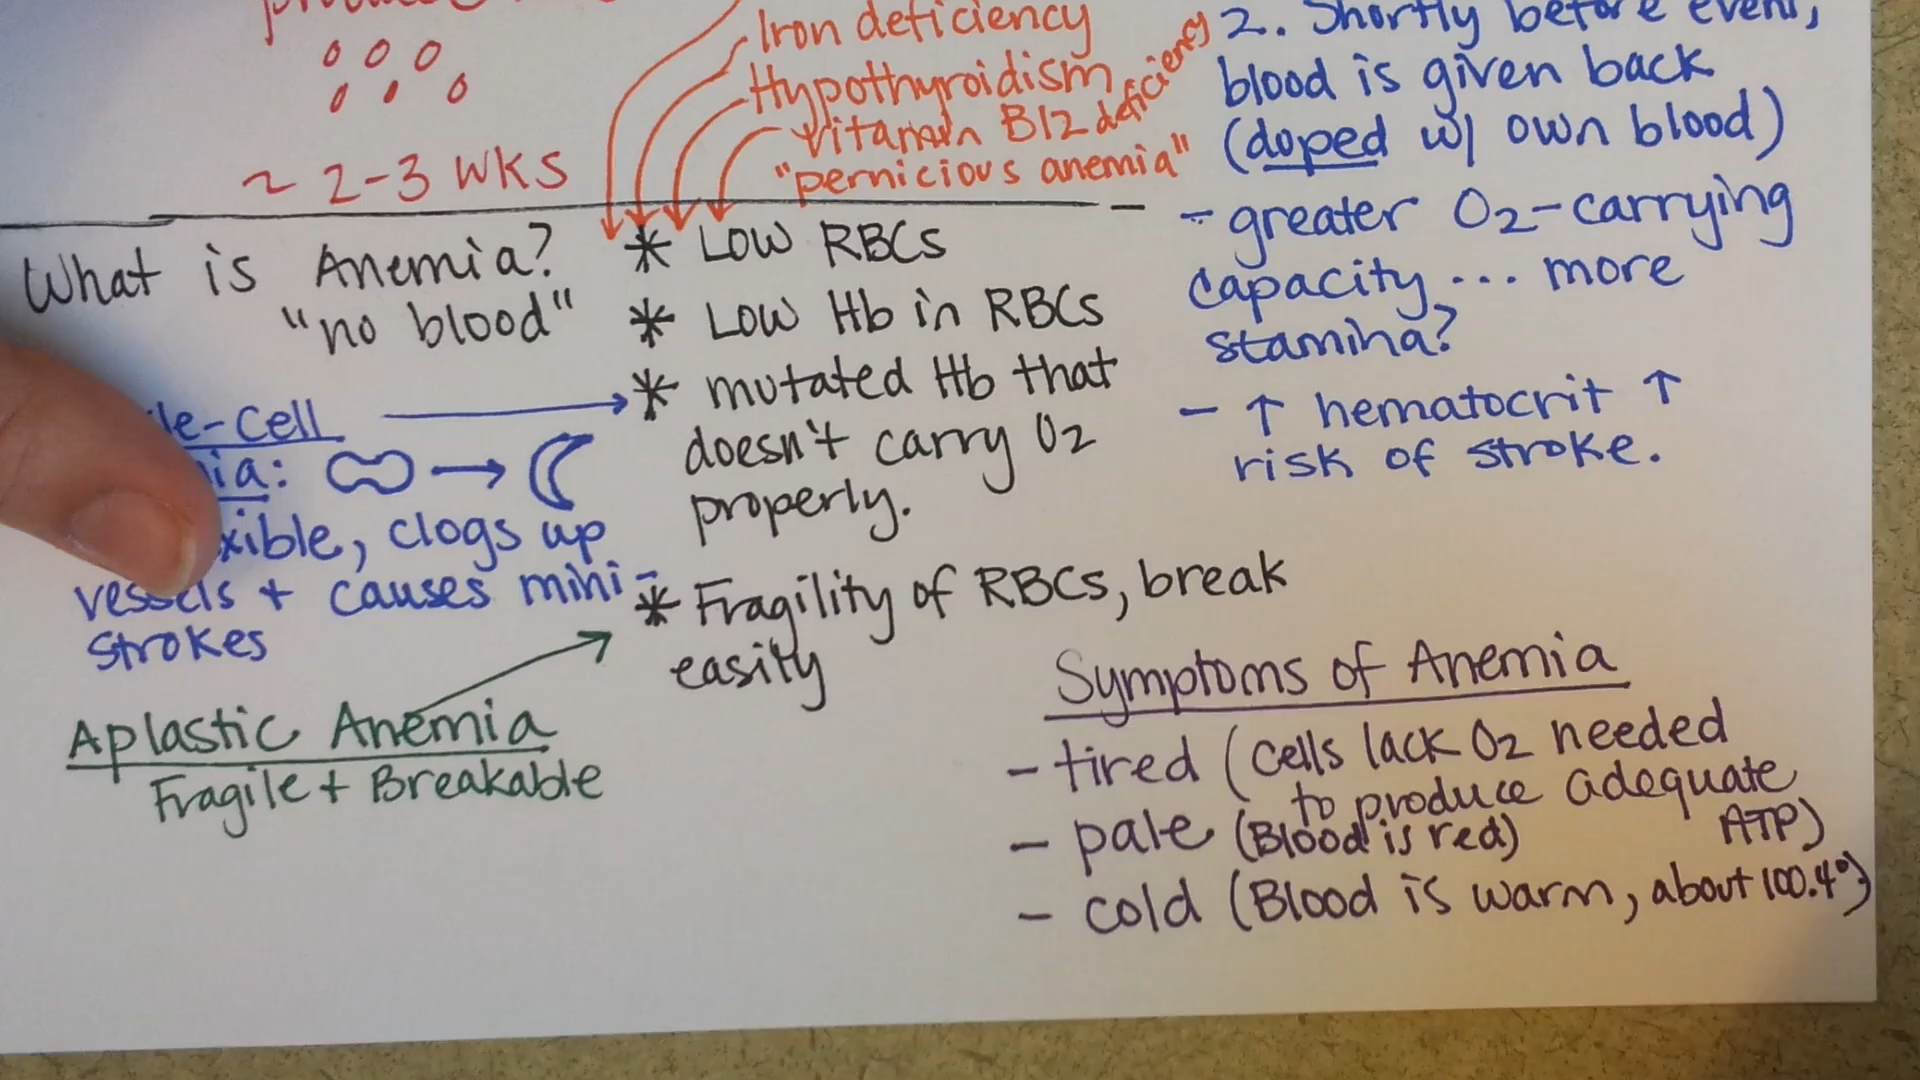 ~ 2-3 WKS
Iron deficiency
Hypothyroidism
Vitamin B12 deficiency
"pernicious anemia"
2. Shortly before event,
blood is given back
(doped w/ own blood)
- greater O2-carrying
capacity... more
stamina?
- ↑ hematocrit ↑
risk of stroke.
What is Anemia?
"no blood"
* Low RBCs
* Low Hb in RBCs
* mutated Hb that
doesn't carry O2
properly.
* Fragility of RBCs, break
easily
le-cell
ia:
xible, clogs up
vessels + causes mini-
strokes
Aplastic Anemia
Fragile + Breakable
Symptoms of Anemia
- tired (Cells lack O2 needed
to produce adequate
ATP)
- pale (Blood is red)
- cold (Blood is warm, about 100.4°)